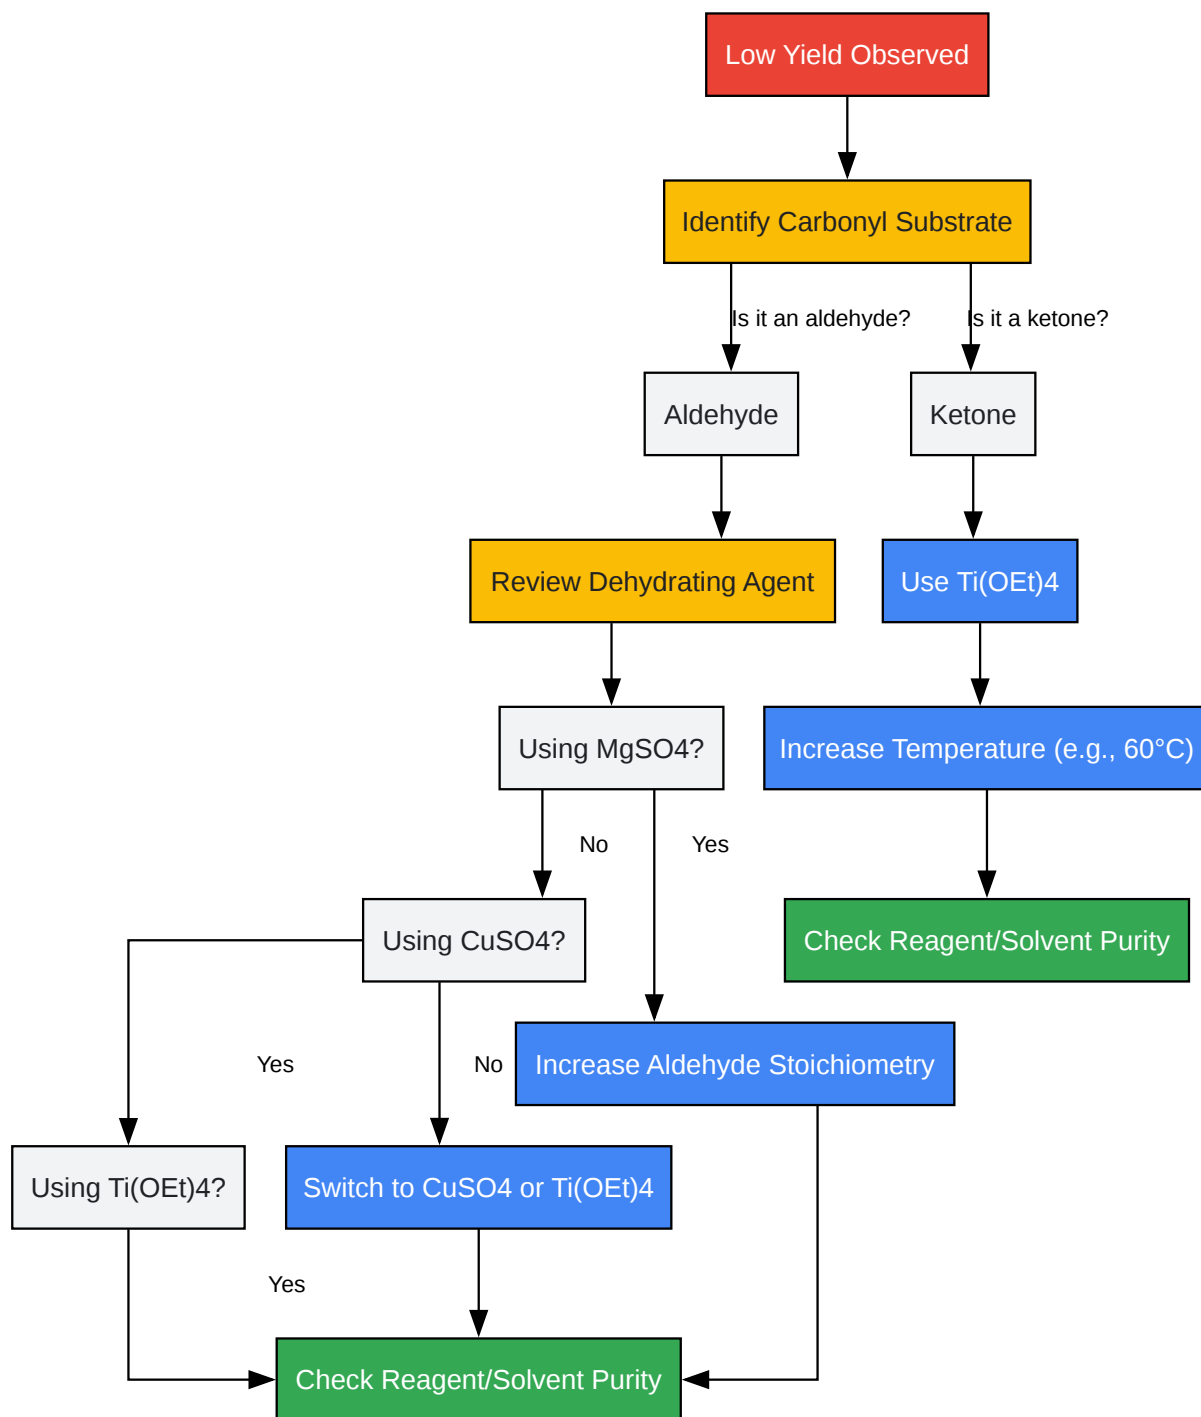 Low Yield Observed
Identify Carbonyl Substrate
Is it an aldehyde?
Is it a ketone?
Aldehyde
Ketone
Review Dehydrating Agent
Use Ti(OEt)4
Using MgSO4?
Increase Temperature (e.g., 60°C)
No
Yes
Using CuSO4?
Check Reagent/Solvent Purity
Yes
No
Increase Aldehyde Stoichiometry
Using Ti(OEt)4?
Switch to CuSO4 or Ti(OEt)4
Yes
Check Reagent/Solvent Purity